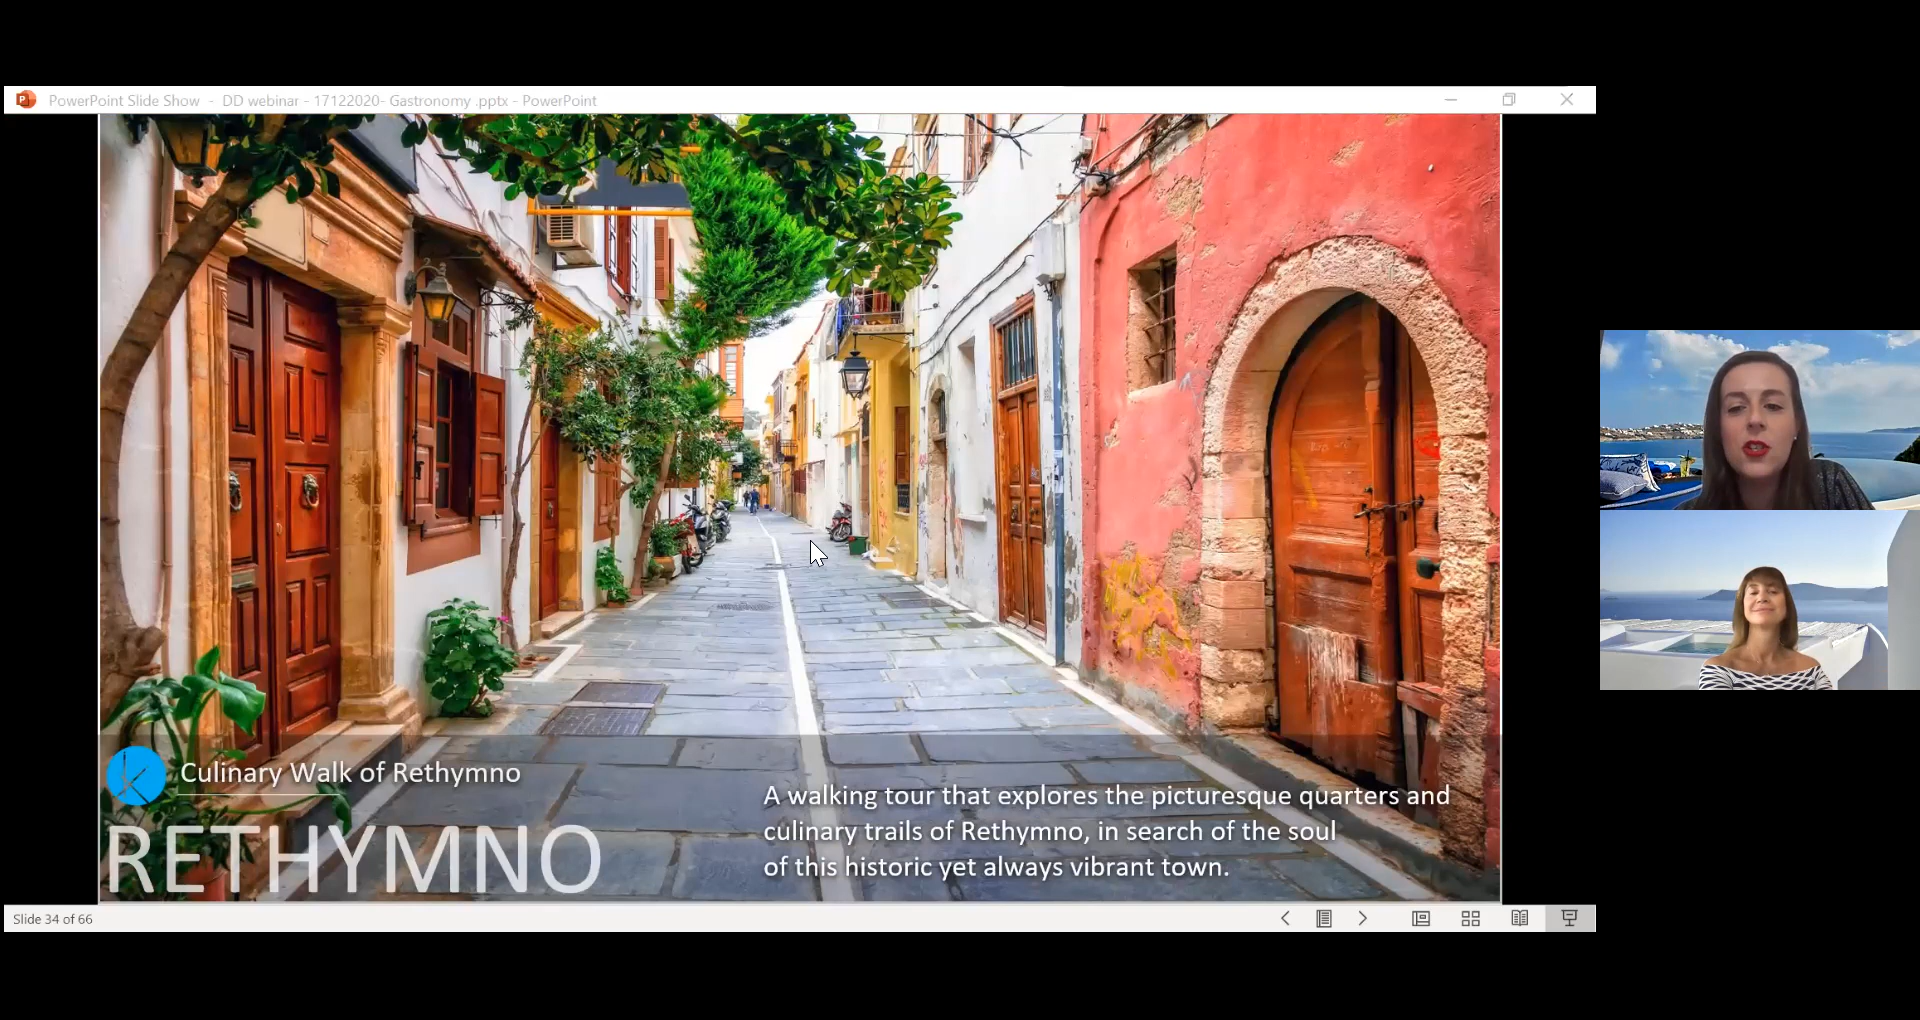 PowerPoint Slide Show - DD webinar - 17122020- Gastronomy .pptx - PowerPoint
Culinary Walk of Rethymno
RETHYMNO
A walking tour that explores the picturesque quarters and
culinary trails of Rethymno, in search of the soul
of this historic yet always vibrant town.
Slide 34 of 66